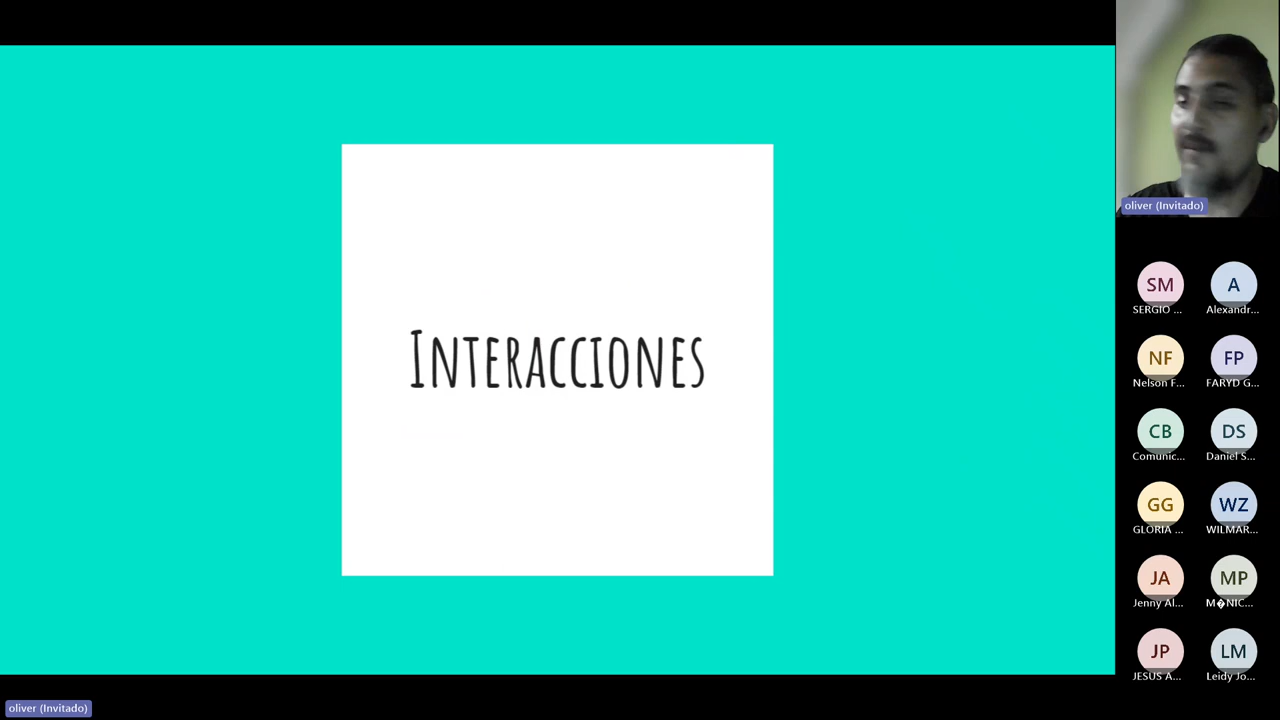 Interacciones
oliver (Invitado)
SM A
SERGIO ... Alexandr...
NF FP
Nelson F... FARYD G...
CB DS
Comunic... Daniel S...
GG WZ
GLORIA ... WILMAR...
JA MP
Jenny Al... M�NIC...
JP LM
JESUS A... Leidy Jo...
oliver (Invitado)